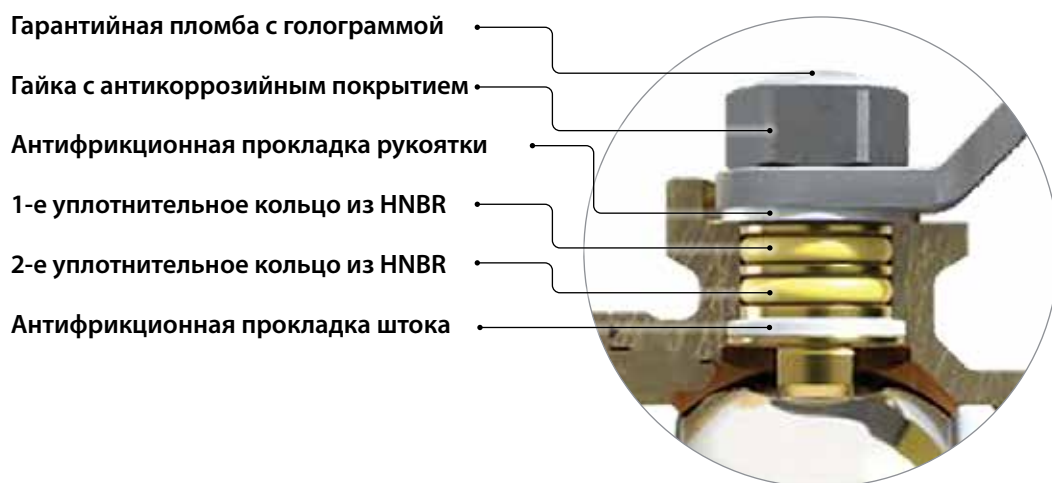 Гарантийная пломба с голограммой
Гайка с антикоррозийным покрытием
Антифрикционная прокладка рукоятки
1-е уплотнительное кольцо из HNBR
2-е уплотнительное кольцо из HNBR
Антифрикционная прокладка штока